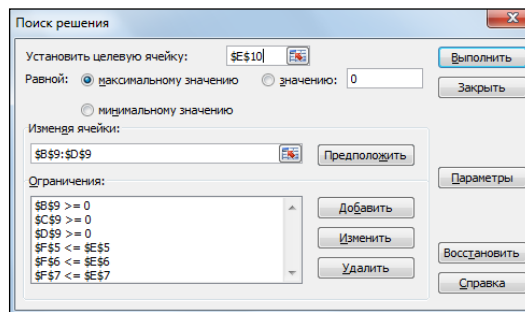 Поиск решения
Установить целевую ячейку: $E$10
Выполнить
Равной: максимальному значению значению: 0
Закрыть
минимальному значению
Изменяя ячейки:
$B$9:$D$9
Предположить
Ограничения:
Параметры
$B$9 >= 0
$C$9 >= 0
$D$9 >= 0
$F$5 <= $E$5
$F$6 <= $E$6
$F$7 <= $E$7
Добавить
Изменить
Удалить
Восстановить
Справка